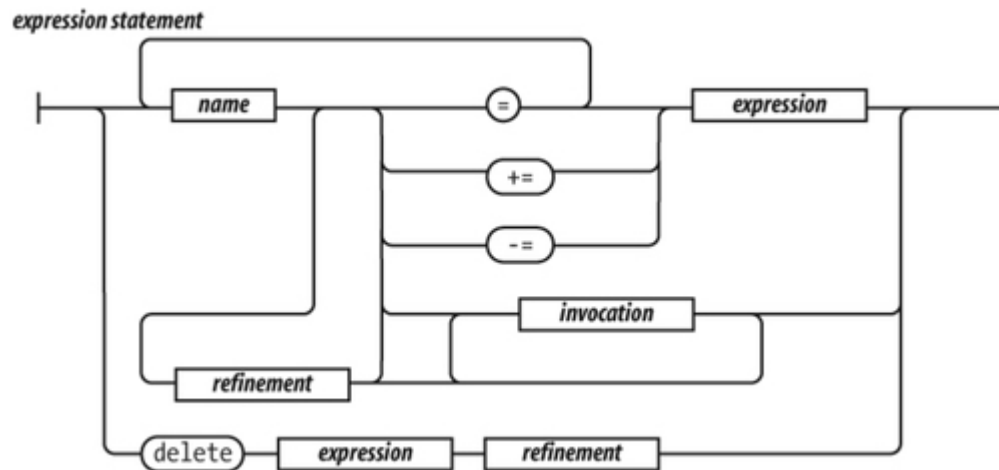 expression statement
name = expression
+=
-=
invocation
refinement
delete expression refinement